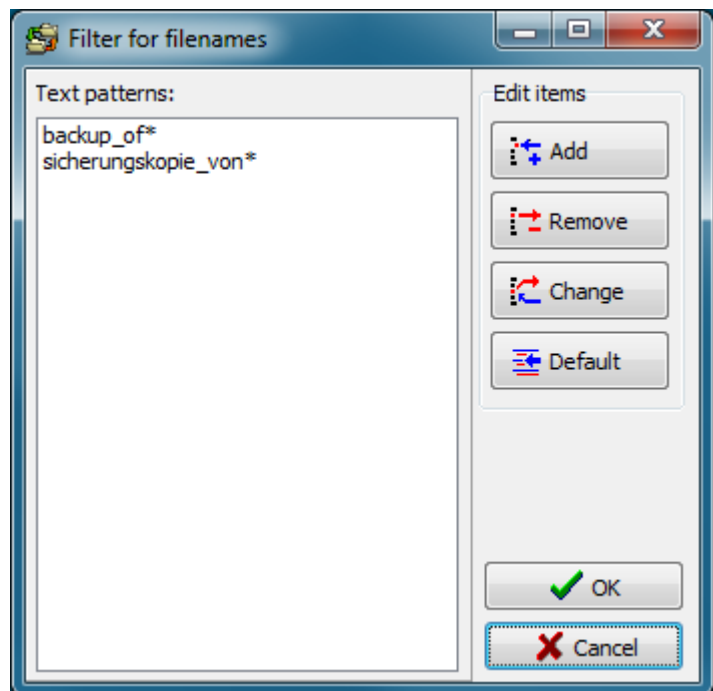 Filter for filenames
Text patterns:
backup_of*
sicherungskopie_von*
Edit items
Add
Remove
Change
Default
OK
Cancel